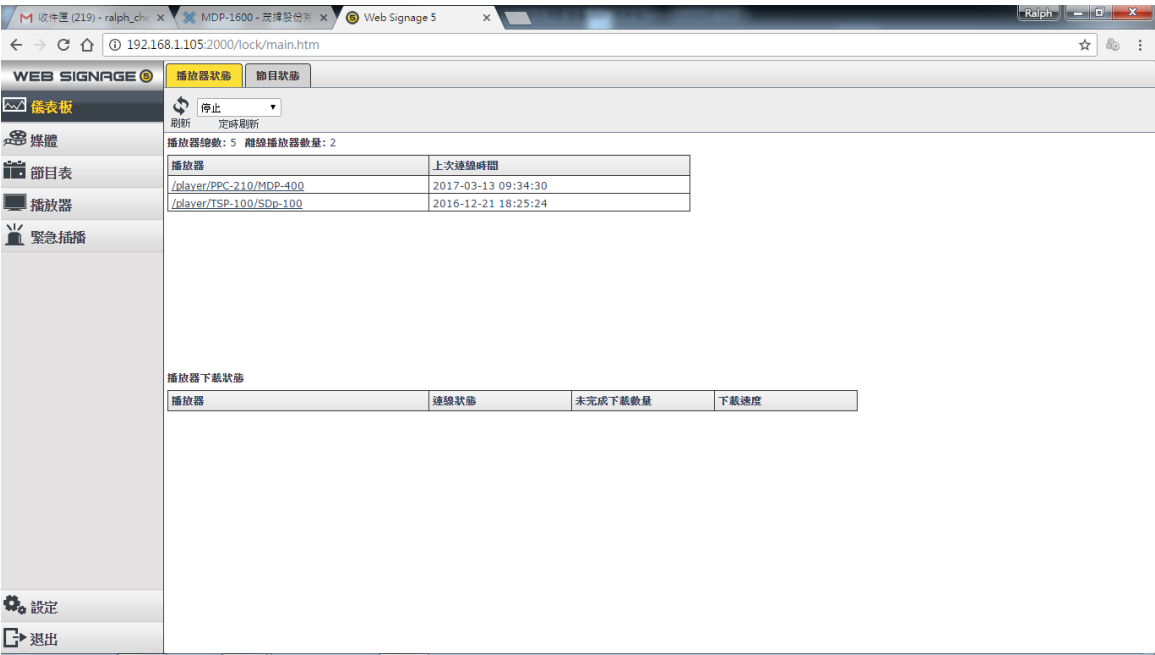 收件匣 (219) - ralph_che
MDP-1600 - 茂緯股份有
Web Signage 5
Ralph
192.168.1.105:2000/lock/main.htm
WEB SIGNAGE 5
播放器狀態
節目狀態
儀表板
媒體
節目表
播放器
緊急插播
停止
刷新
定時刷新
播放器總數: 5 離線播放器數量: 2
播放器 上次連線時間
/player/PPC-210/MDP-400 2017-03-13 09:34:30
/player/TSP-100/SDp-100 2016-12-21 18:25:24
播放器下載狀態
播放器 連線狀態 未完成下載數量 下載速度
設定
退出